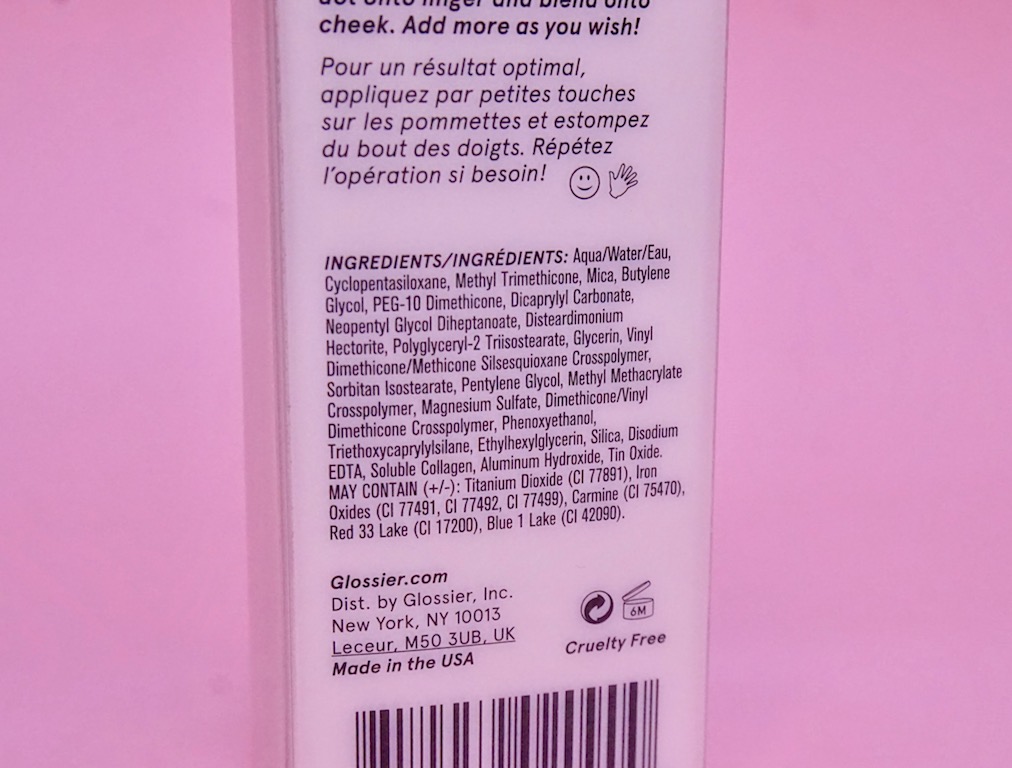 dot onto finger and blend onto
cheek. Add more as you wish!
Pour un résultat optimal,
appliquez par petites touches
sur les pommettes et estompez
du bout des doigts. Répétez
l'opération si besoin!
INGREDIENTS/INGRÉDIENTS: Aqua/Water/Eau,
Cyclopentasiloxane, Methyl Trimethicone, Mica, Butylene
Glycol, PEG-10 Dimethicone, Dicaprylyl Carbonate,
Neopentyl Glycol Diheptanoate, Disteardimonium
Hectorite, Polyglyceryl-2 Triisostearate, Glycerin, Vinyl
Dimethicone/Methicone Silsesquioxane Crosspolymer,
Sorbitan Isostearate, Pentylene Glycol, Methyl Methacrylate
Crosspolymer, Magnesium Sulfate, Dimethicone/Vinyl
Dimethicone Crosspolymer, Phenoxyethanol,
Triethoxycaprylylsilane, Ethylhexylglycerin, Silica, Disodium
EDTA, Soluble Collagen, Aluminum Hydroxide, Tin Oxide.
MAY CONTAIN (+/-): Titanium Dioxide (CI 77891), Iron
Oxides (CI 77491, CI 77492, CI 77499), Carmine (CI 75470),
Red 33 Lake (CI 17200), Blue 1 Lake (CI 42090).
Glossier.com
Dist. by Glossier, Inc.
New York, NY 10013
Leceur, M50 3UB, UK
Made in the USA
6M
Cruelty Free